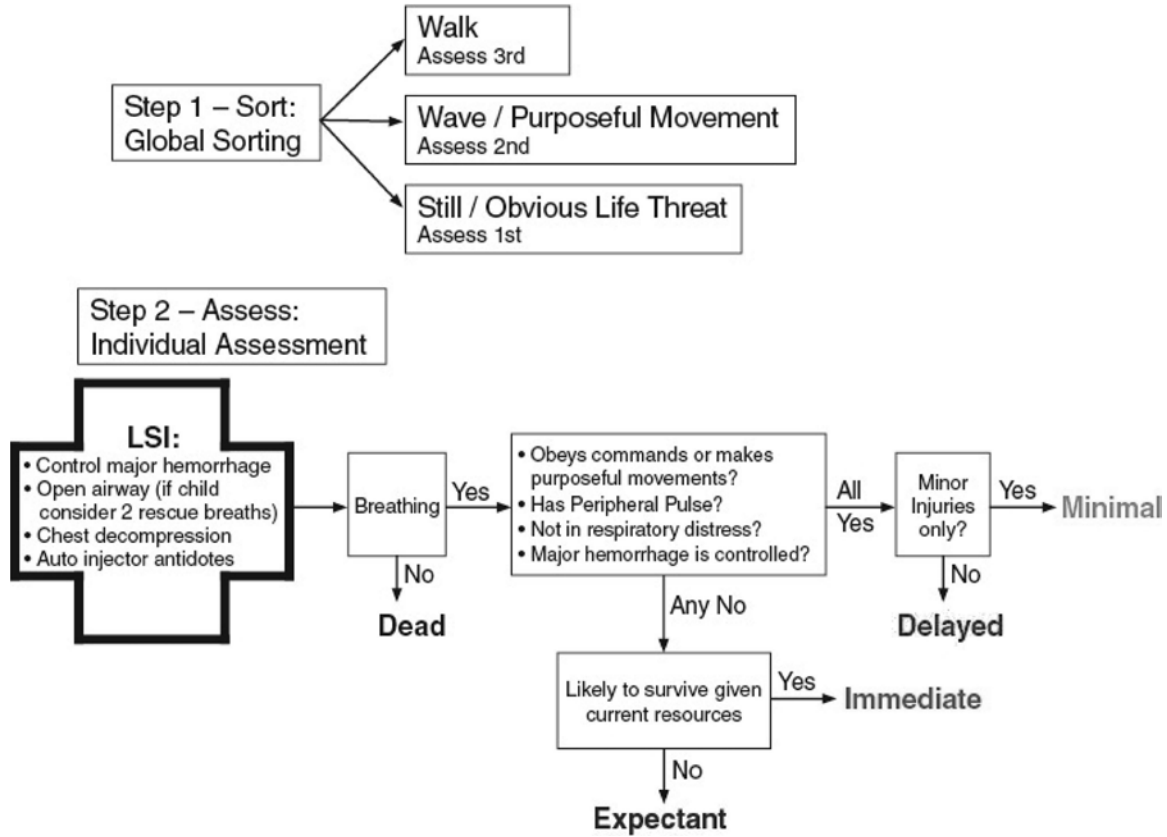 Walk
Assess 3rd
Step 1 – Sort:
Global Sorting
Wave / Purposeful Movement
Assess 2nd
Still / Obvious Life Threat
Assess 1st
Step 2 – Assess:
Individual Assessment
LSI:
• Control major hemorrhage
• Open airway (if child
consider 2 rescue breaths)
• Chest decompression
• Auto injector antidotes
Breathing
Yes
No
Dead
• Obeys commands or makes
purposeful movements?
• Has Peripheral Pulse?
• Not in respiratory distress?
• Major hemorrhage is controlled?
All
Yes
Minor
Injuries
only?
Yes
Minimal
No
Delayed
Any No
Likely to survive given
current resources
Yes
Immediate
No
Expectant